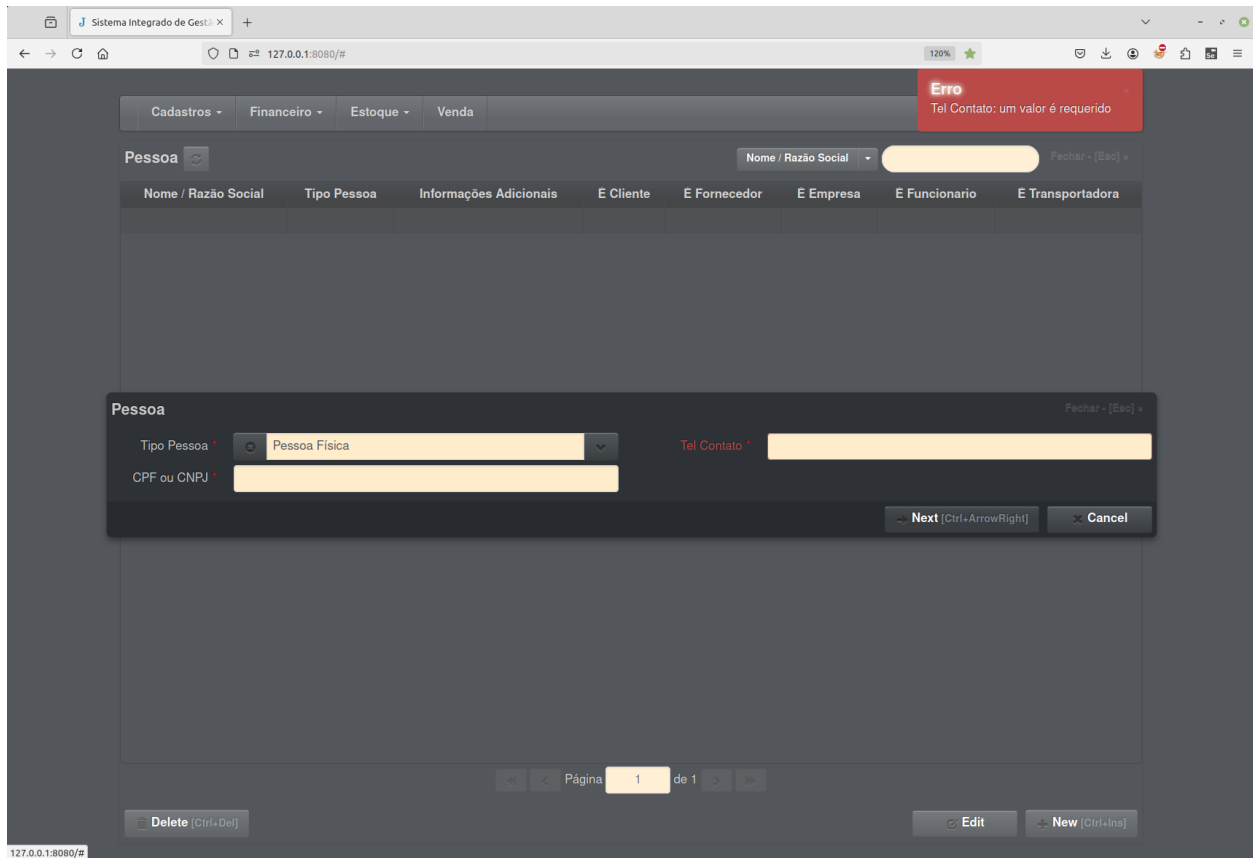 J Sistema Integrado de Gestã
127.0.0.1:8080/#
120%
Erro
Tel Contato: um valor é requerido
Cadastros Financeiro Estoque Venda
Pessoa Nome / Razão Social Fechar - [Esc] ×
Nome / Razão Social Tipo Pessoa Informações Adicionais É Cliente É Fornecedor É Empresa É Funcionario É Transportadora
Pessoa Fechar - [Esc] ×
Tipo Pessoa * Pessoa Física Tel Contato *
CPF ou CNPJ *
Next [Ctrl+ArrowRight] Cancel
Página 1 de 1
Delete [Ctrl+Del] Edit New [Ctrl+Ins]
127.0.0.1:8080/#